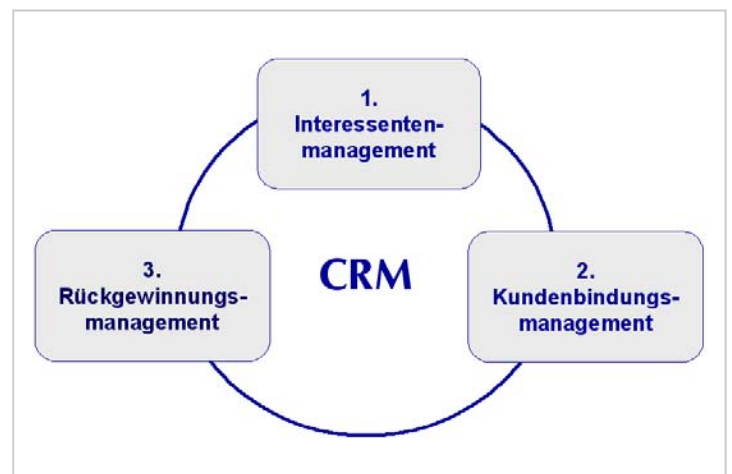 1.
Interessenten-
management
CRM
2.
Kundenbindungs-
management
3.
Rückgewinnungs-
management